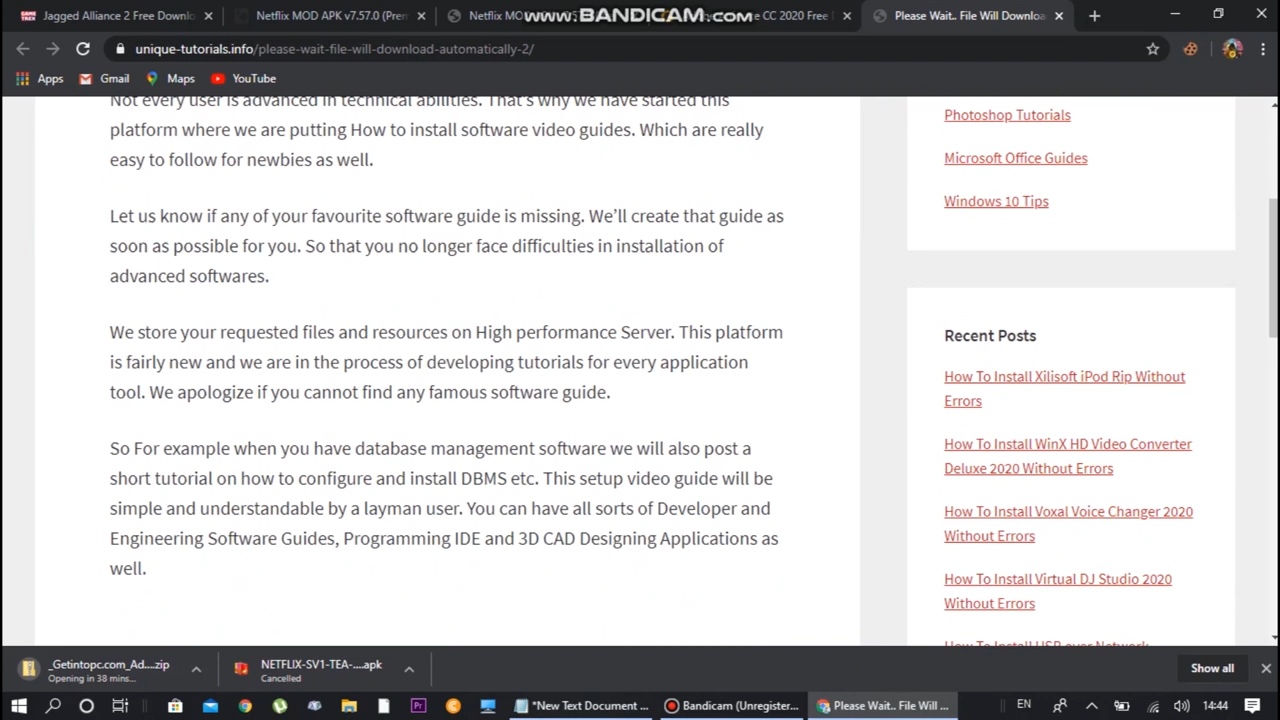 Jagged Alliance 2 Free Downlo
Netflix MOD APK v7.57.0 (Prem
Netflix MO
www.BANDICAM.com
e CC 2020 Free
Please Wait.. File Will Downloa
unique-tutorials.info/please-wait-file-will-download-automatically-2/
Apps
Gmail
Maps
YouTube
Not every user is advanced in technical abilities. That's why we have started this
platform where we are putting How to install software video guides. Which are really
easy to follow for newbies as well.
Let us know if any of your favourite software guide is missing. We'll create that guide as
soon as possible for you. So that you no longer face difficulties in installation of
advanced softwares.
We store your requested files and resources on High performance Server. This platform
is fairly new and we are in the process of developing tutorials for every application
tool. We apologize if you cannot find any famous software guide.
So For example when you have database management software we will also post a
short tutorial on how to configure and install DBMS etc. This setup video guide will be
simple and understandable by a layman user. You can have all sorts of Developer and
Engineering Software Guides, Programming IDE and 3D CAD Designing Applications as
well.
Photoshop Tutorials
Microsoft Office Guides
Windows 10 Tips
Recent Posts
How To Install Xilisoft iPod Rip Without
Errors
How To Install WinX HD Video Converter
Deluxe 2020 Without Errors
How To Install Voxal Voice Changer 2020
Without Errors
How To Install Virtual DJ Studio 2020
Without Errors
How To Install USB over Network
_Getintopc.com_Ad....zip
Opening in 38 mins...
NETFLIX-SV1-TEA-....apk
Cancelled
Show all
*New Text Document ...
Bandicam (Unregister...
Please Wait.. File Will ...
EN
14:44